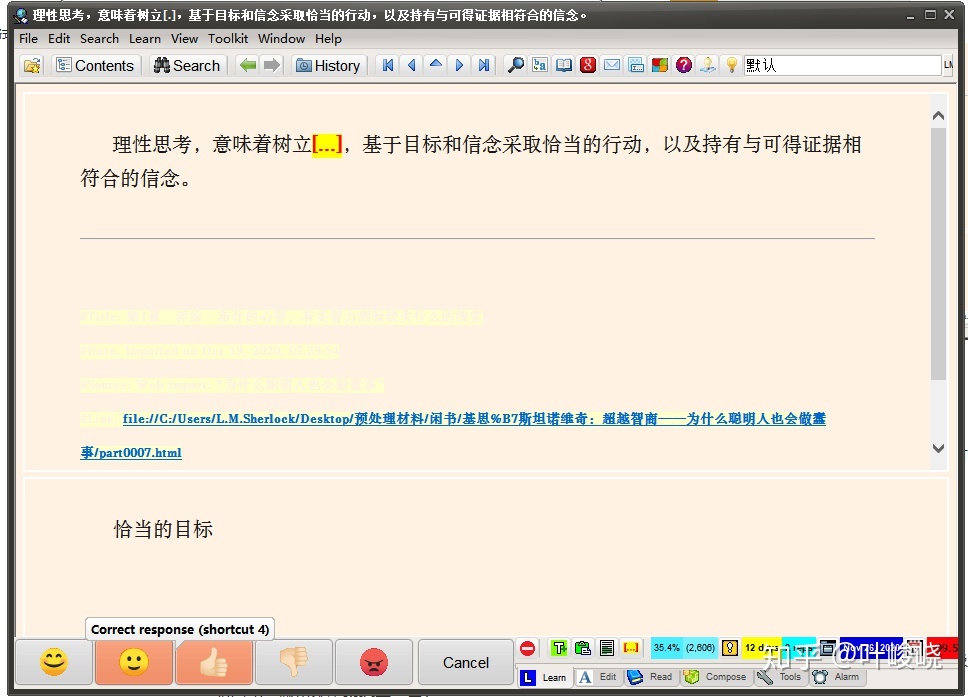 理性思考，意味着树立[.]，基于目标和信念采取恰当的行动，以及持有与可得证据相符合的信念。
File Edit Search Learn View Toolkit Window Help
Contents Search History 默认
理性思考，意味着树立[...]，基于目标和信念采取恰当的行动，以及持有与可得证据相
符合的信念。
file://C:/Users/L.M.Sherlock/Desktop/预处理材料/闲书/基思%B7斯坦诺维奇：超越智商——为什么聪明人也会做蠢
事/part0007.html
恰当的目标
Correct response (shortcut 4)
Cancel
35.4% (2,606)
Learn Edit Read Compose Tools Alarm
知乎 @叶峻峣